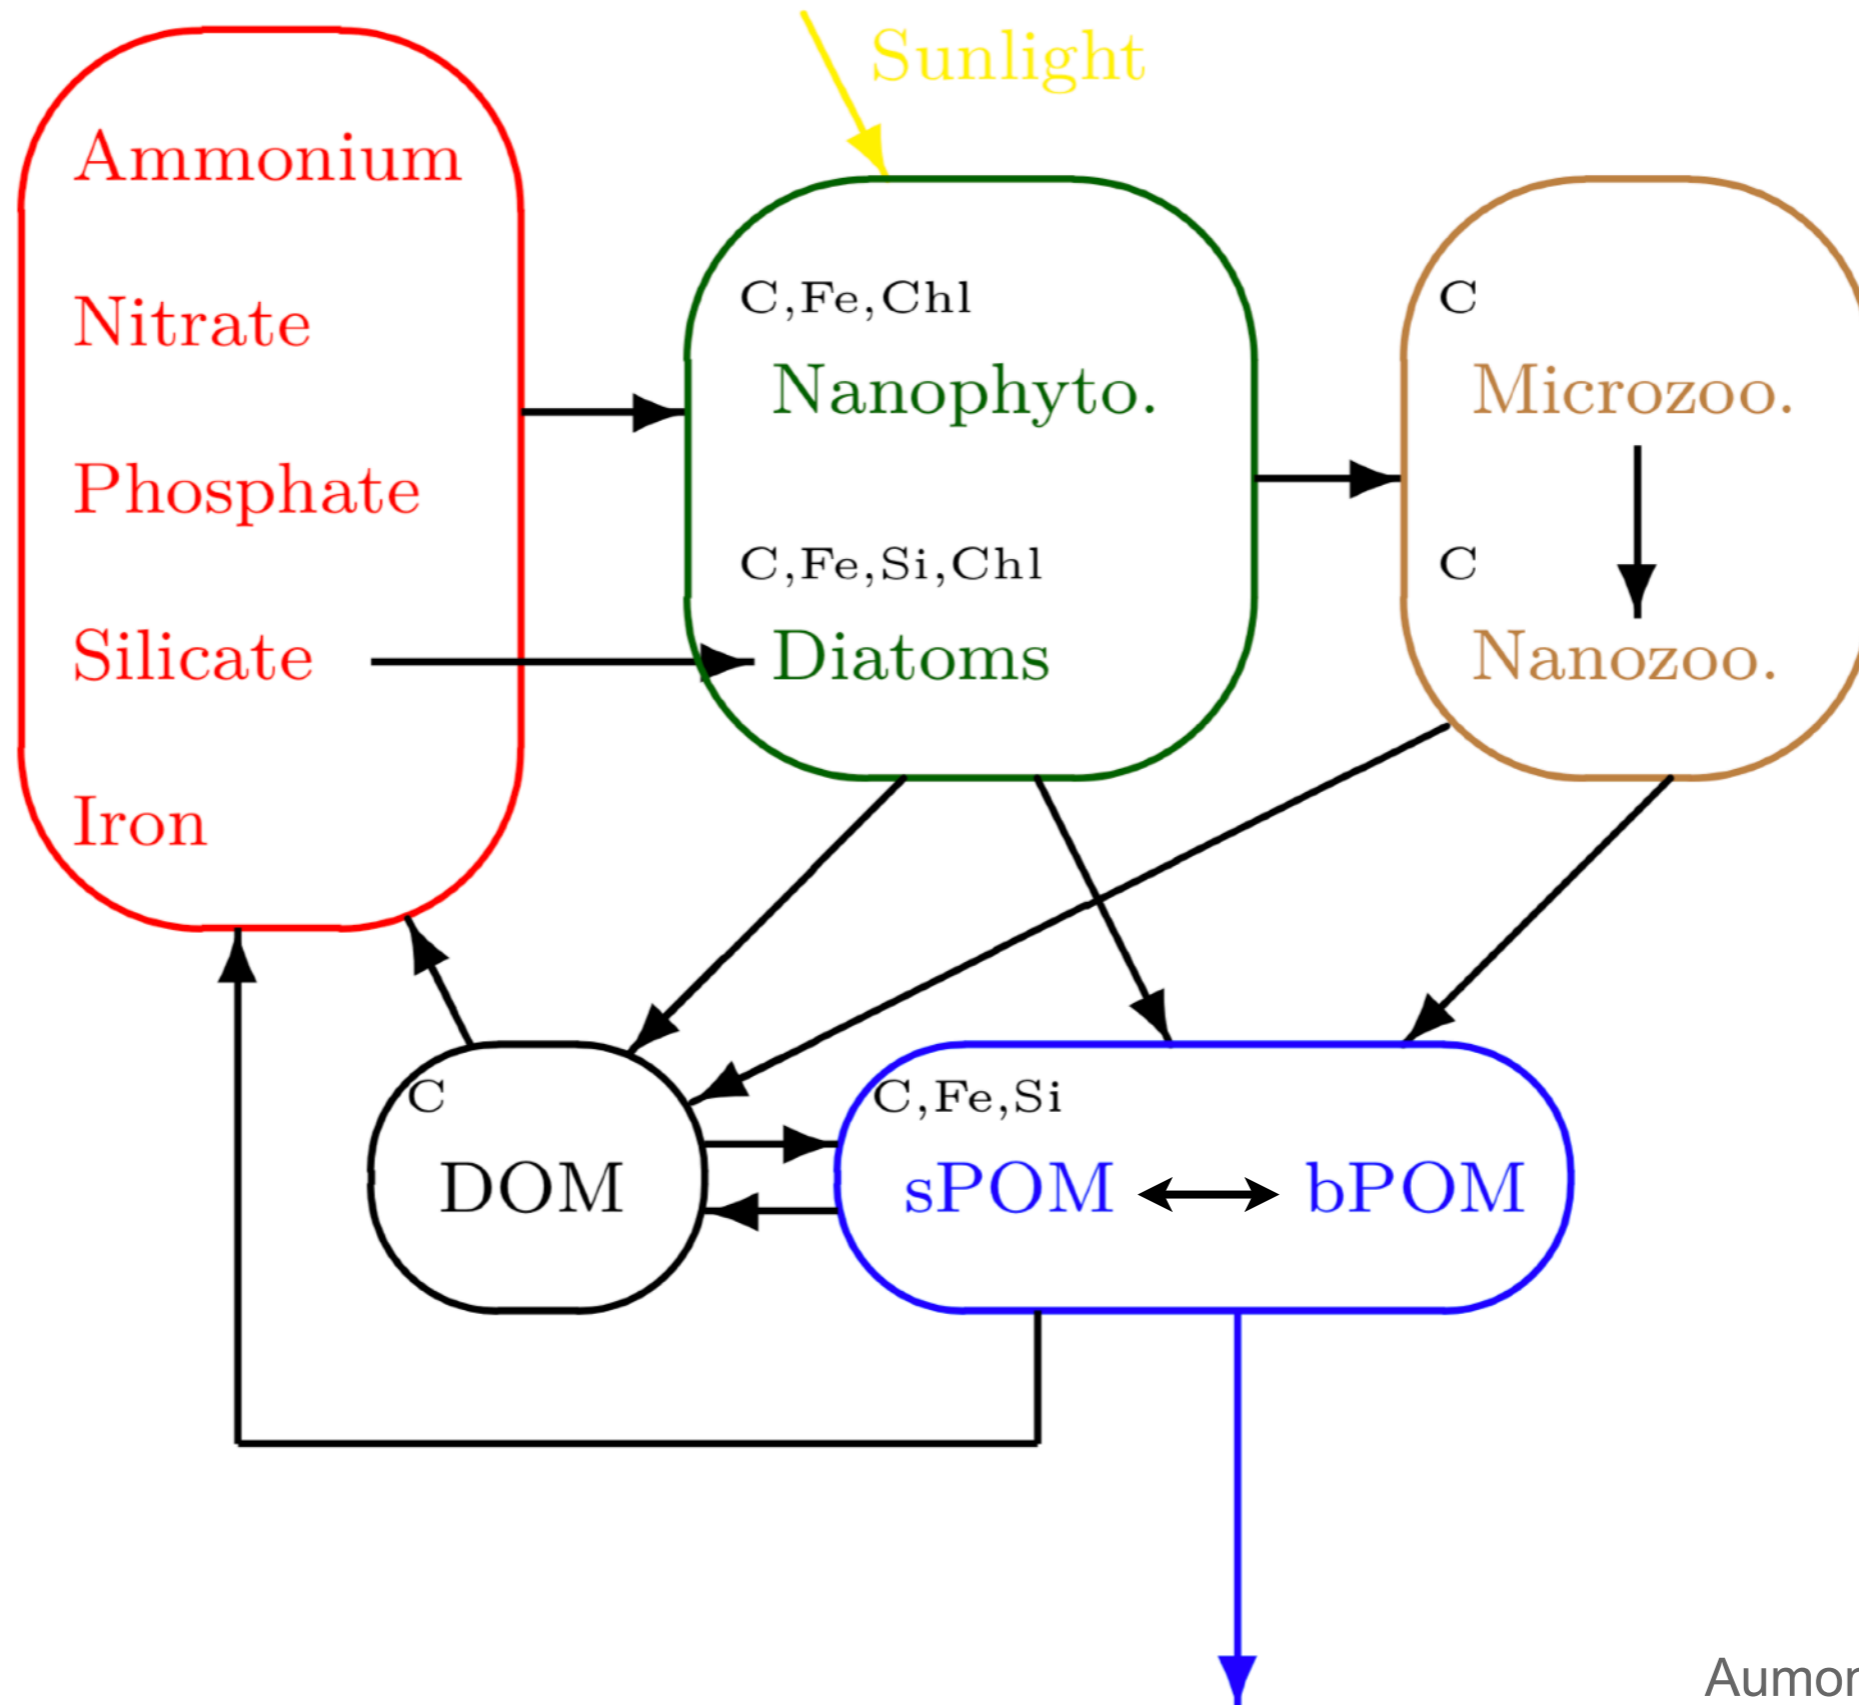 Sunlight
Ammonium
Nitrate
Phosphate
Silicate
Iron
C,Fe,Chl
Nanophyto.
C,Fe,Si,Chl
Diatoms
C
Microzoo.
C
Nanozoo.
C
DOM
C,Fe,Si
sPOM bPOM